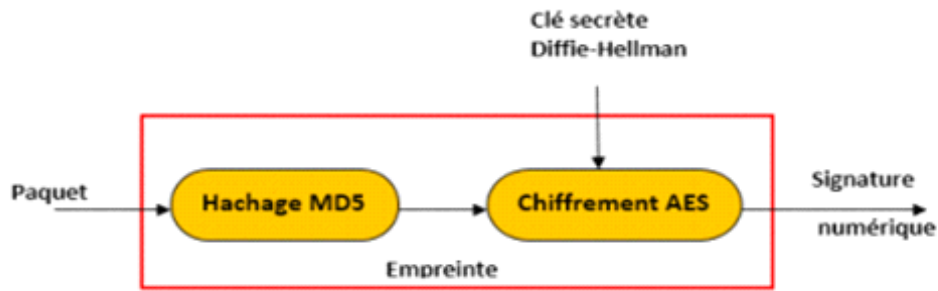 Clé secrète
Diffie-Hellman
Paquet
Hachage MD5
Chiffrement AES
Signature
numérique
Empreinte